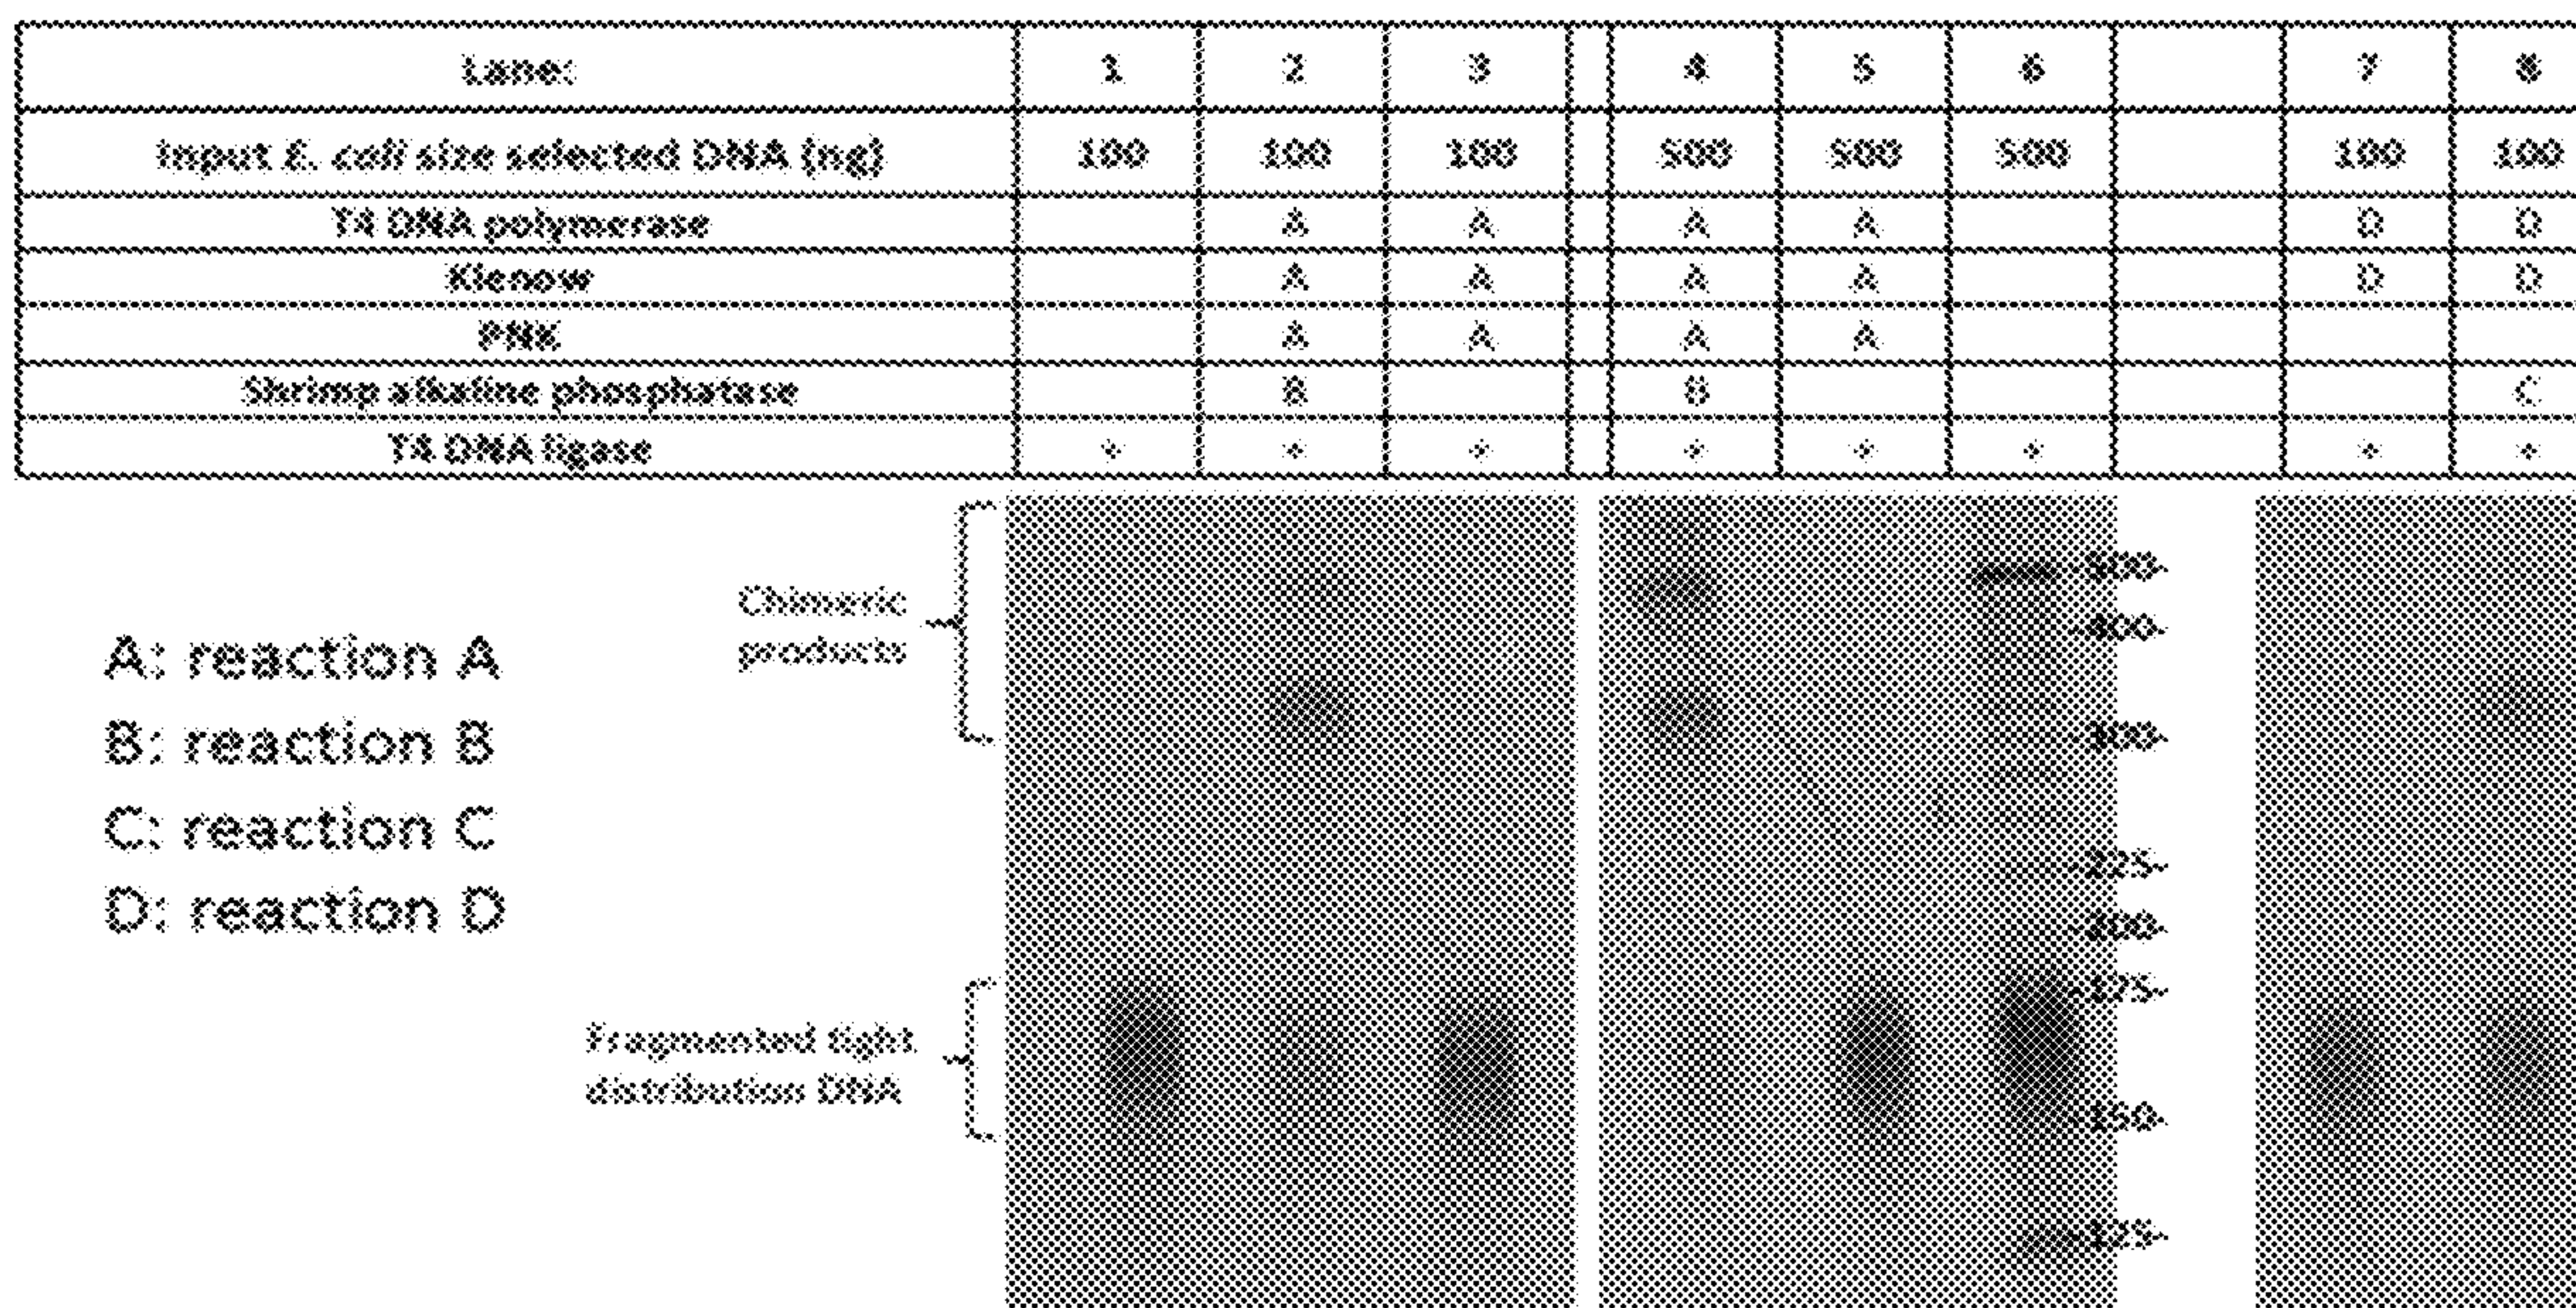 Lane: 1 2 3 4 5 6 7 8
Input E. coli size selected DNA (ng) 100 100 100 500 500 500 100 100
T4 DNA polymerase A A A A D D
Klenow A A A A D D
PNK A A A A
Shrimp alkaline phosphatase B B C
T4 DNA ligase + + + + + + + +
Chimeric
products
A: reaction A
B: reaction B
C: reaction C
D: reaction D
Fragmented tight
distribution DNA
-500-
-400-
-300-
-225-
-200-
-175-
-150-
-125-